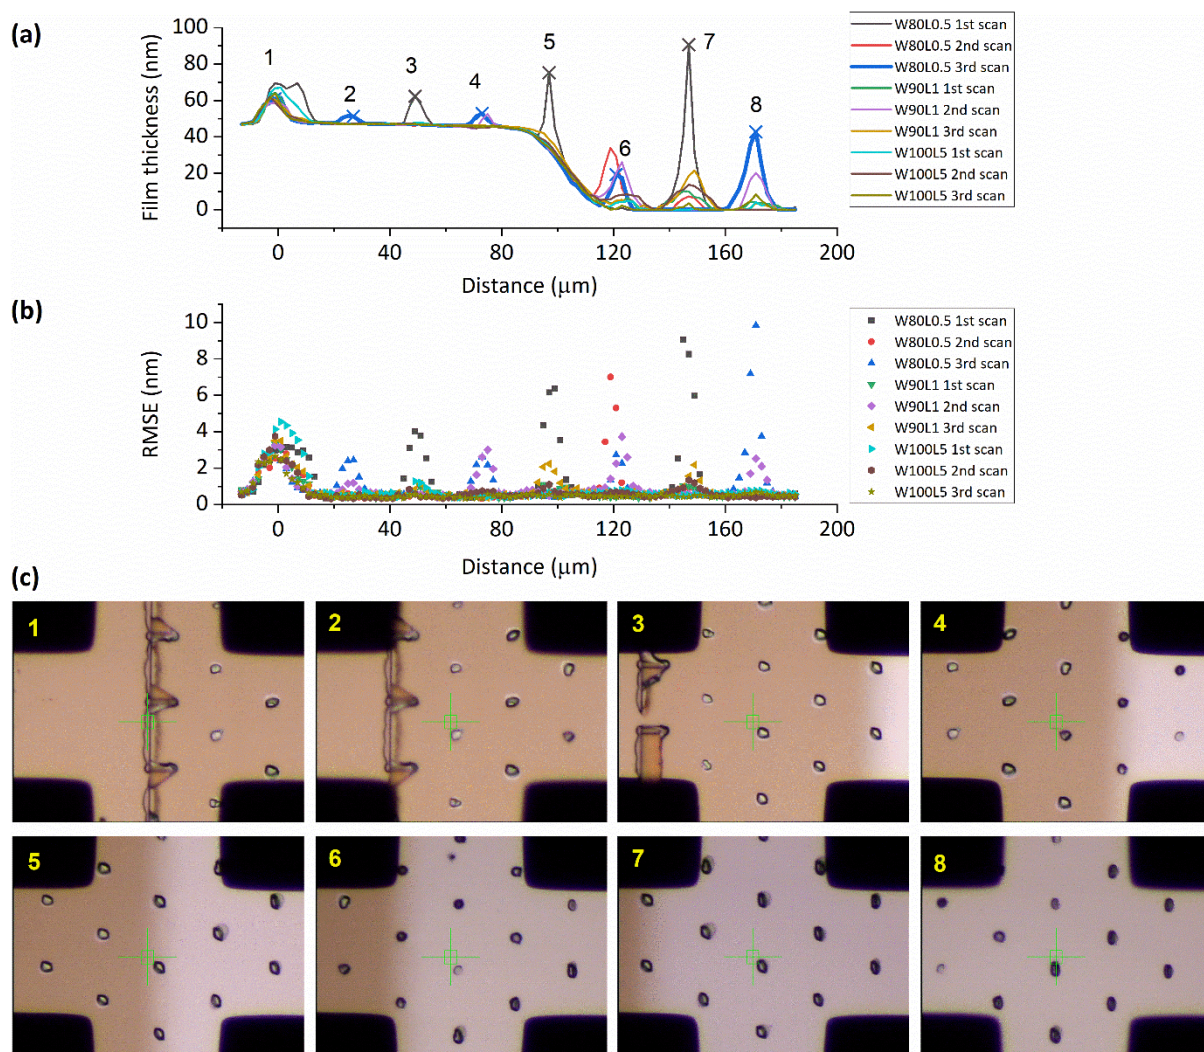 (a)
Film thickness (nm)
100
80
60
40
20
0
1
2
3
4
5
6
7
8
0
40
80
120
160
200
Distance (μm)
W80L0.5 1st scan
W80L0.5 2nd scan
W80L0.5 3rd scan
W90L1 1st scan
W90L1 2nd scan
W90L1 3rd scan
W100L5 1st scan
W100L5 2nd scan
W100L5 3rd scan
(b)
RMSE (nm)
10
8
6
4
2
0
0
40
80
120
160
200
Distance (μm)
W80L0.5 1st scan
W80L0.5 2nd scan
W80L0.5 3rd scan
W90L1 1st scan
W90L1 2nd scan
W90L1 3rd scan
W100L5 1st scan
W100L5 2nd scan
W100L5 3rd scan
(c)
1
2
3
4
5
6
7
8